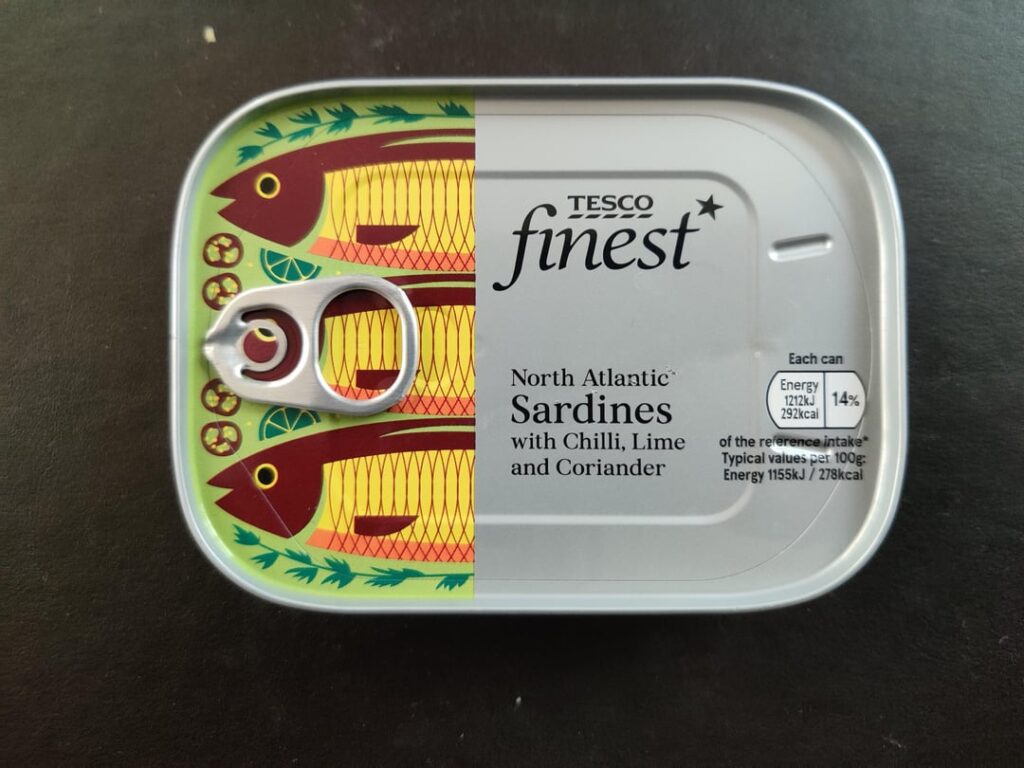 TESCO
finest
North Atlantic
Sardines
with Chilli, Lime
and Coriander
Each can
Energy
1212kJ
292kcal
14%
of the reference intake*
Typical values per 100g:
Energy 1155kJ / 278kcal